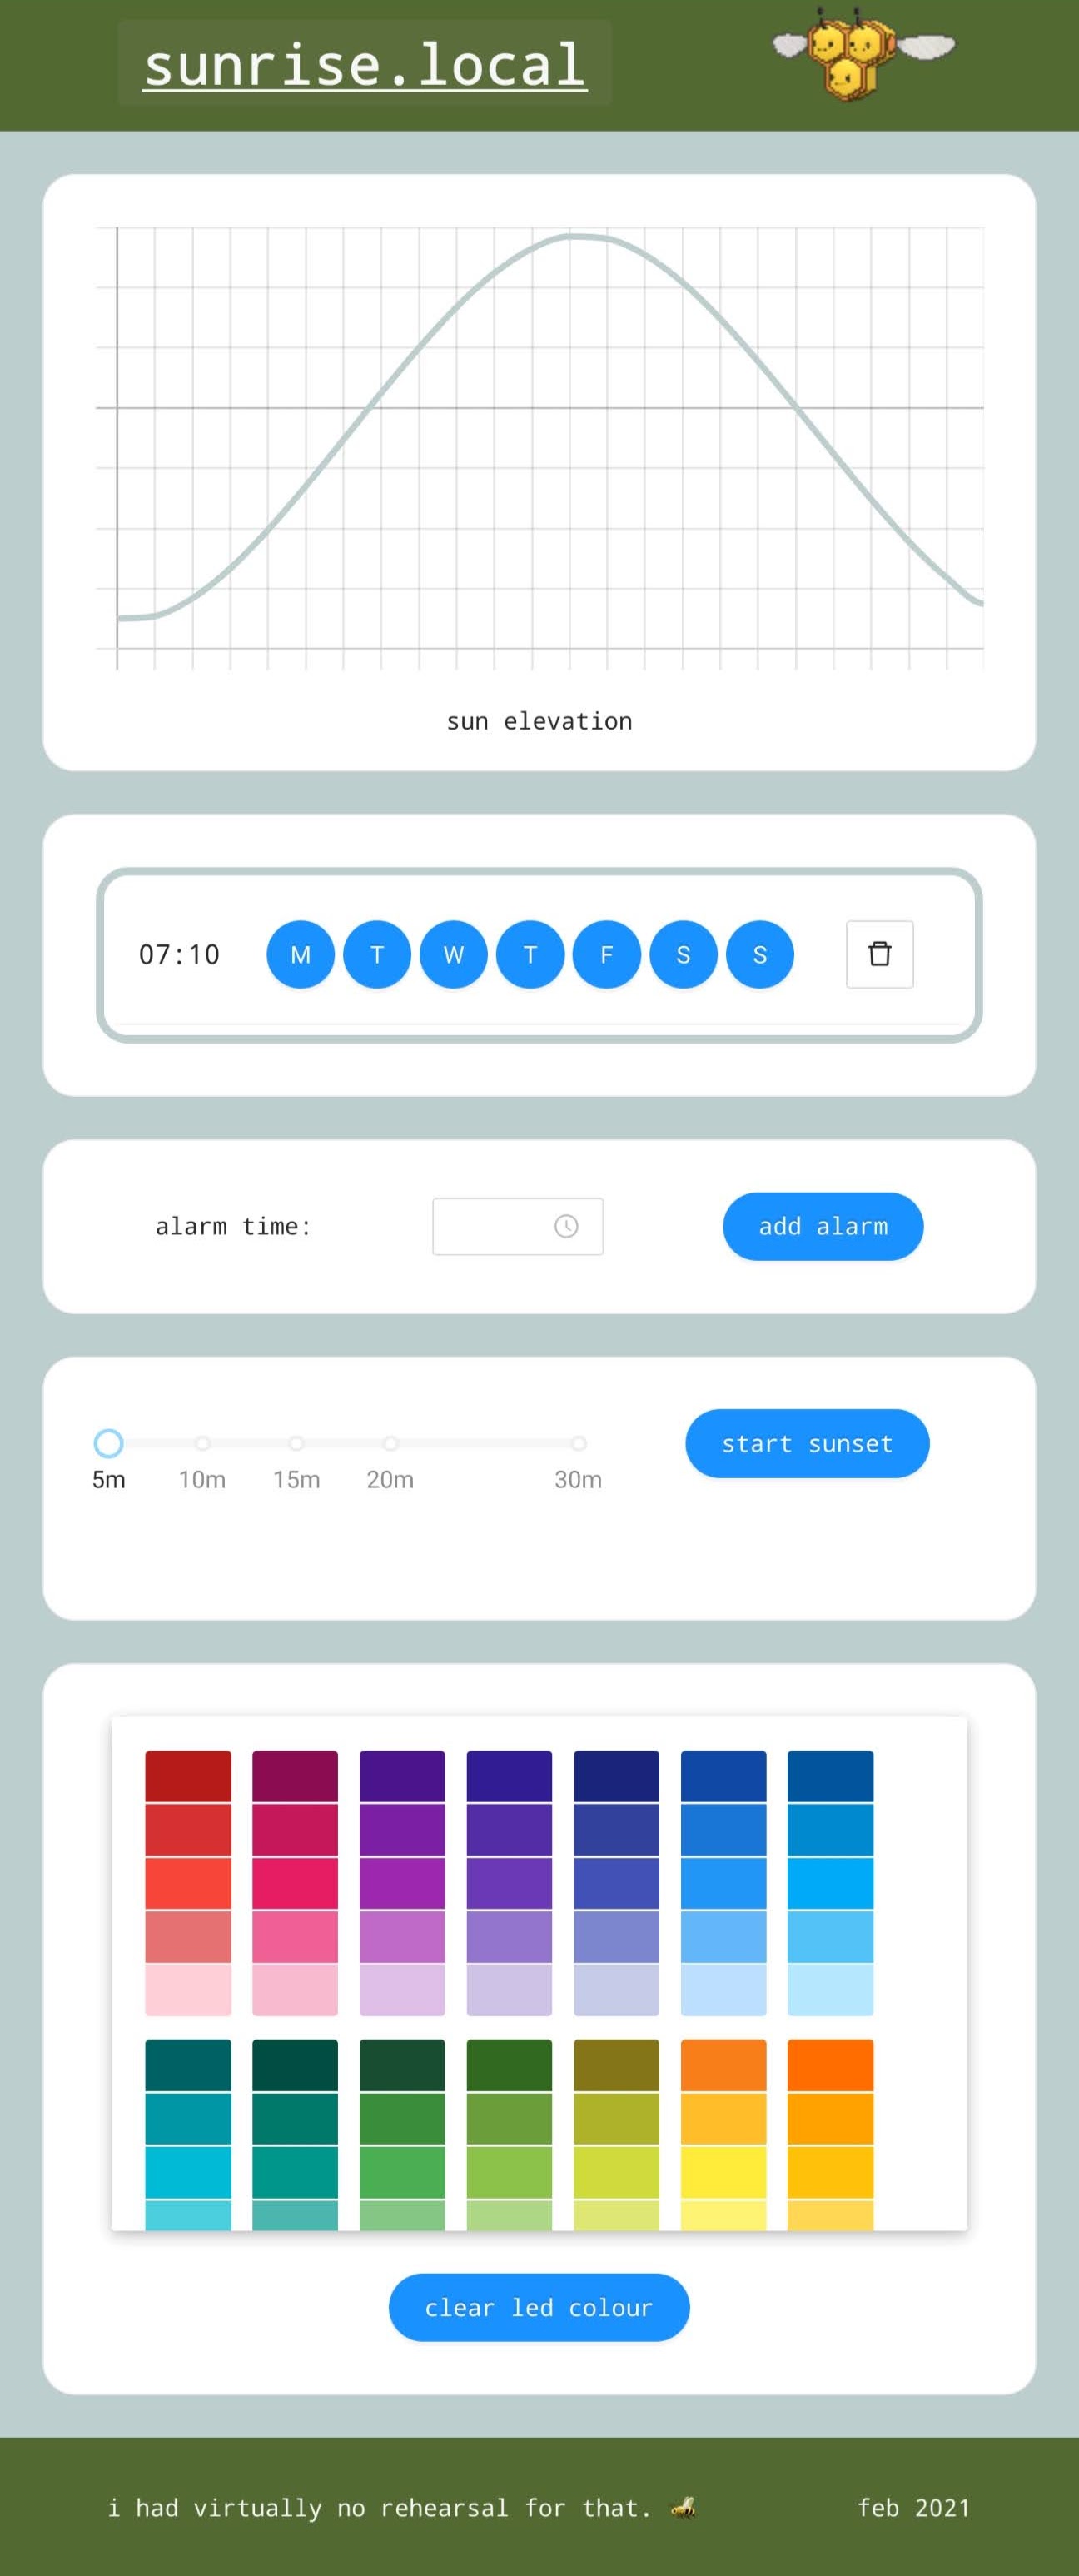 sunrise.local
sun elevation
07:10 M T W T F S S
alarm time: add alarm
start sunset
5m 10m 15m 20m 30m
clear led colour
i had virtually no rehearsal for that. 🐝 feb 2021